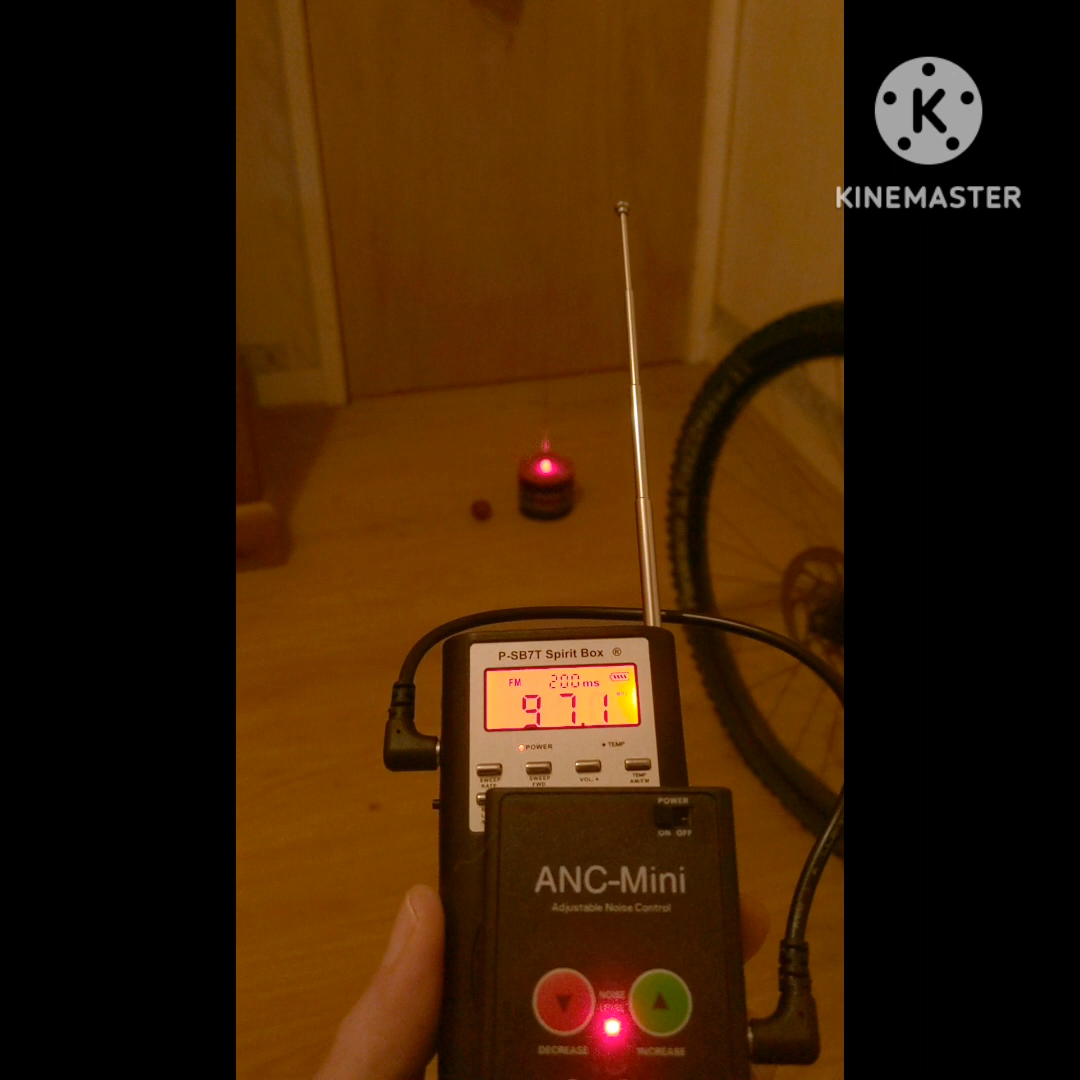 K
KINEMASTER
P-SB7T Spirit Box ®
FM 200ms
97.1
POWER TEMP
SWEEP RATE
SWEEP FWD
VOL +
TEMP AM/FM
POWER
ON OFF
ANC-Mini
Adjustable Noise Control
NOISE
LEVEL
DECREASE INCREASE